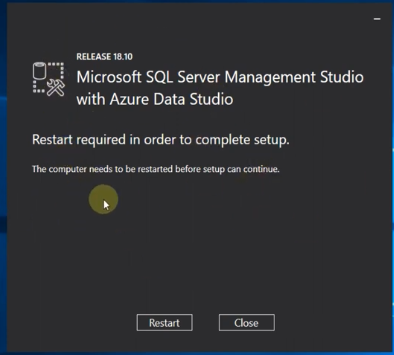 RELEASE 18.10
Microsoft SQL Server Management Studio
with Azure Data Studio
Restart required in order to complete setup.
The computer needs to be restarted before setup can continue.
Restart
Close